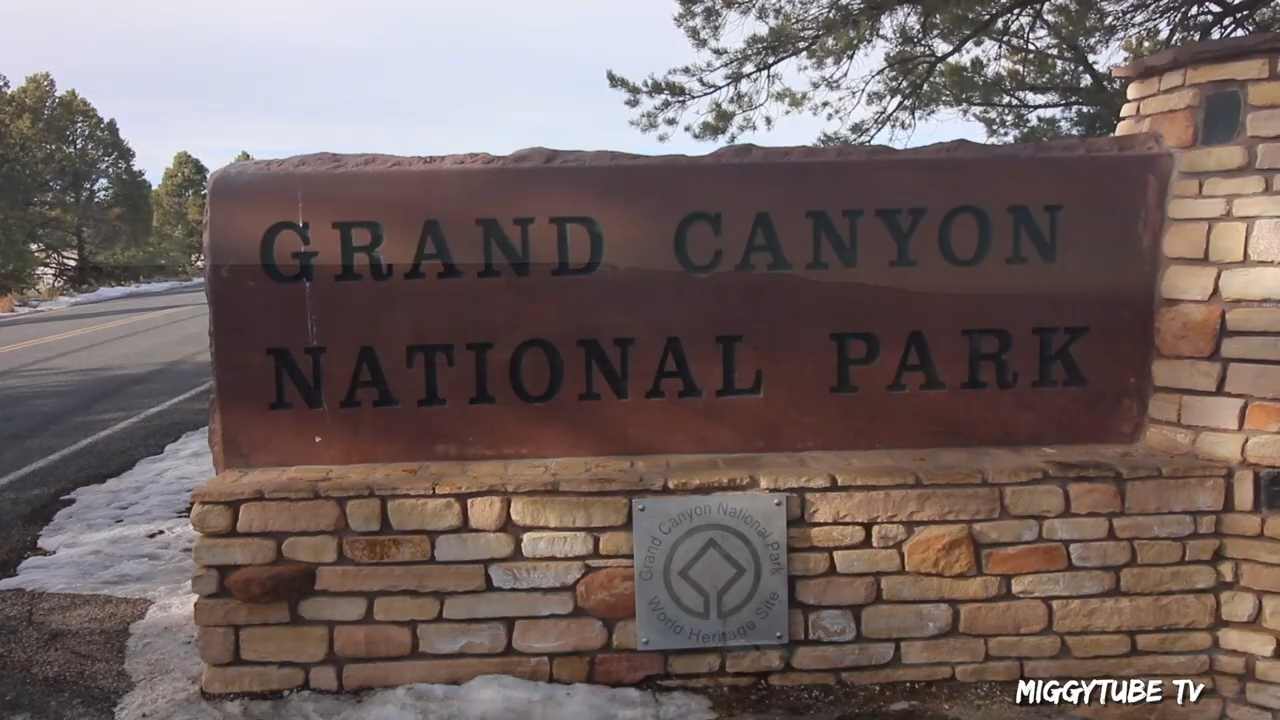 GRAND CANYON
NATIONAL PARK
Grand Canyon National Park
World Heritage Site
MIGGYTUBE TV